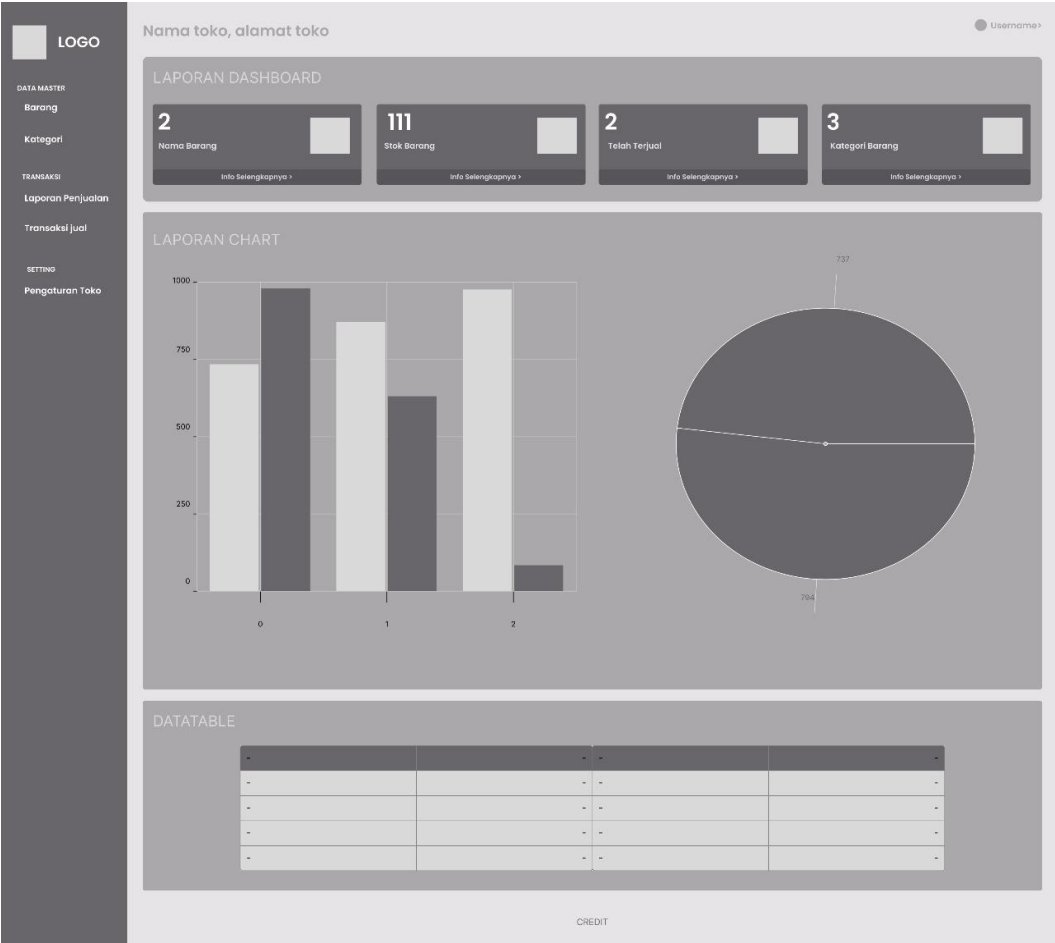 LOGO
DATA MASTER
Barang
Kategori
TRANSAKSI
Laporan Penjualan
Transaksi jual
SETTING
Pengaturan Toko
Nama toko, alamat toko
Username>
LAPORAN DASHBOARD
2
Nama Barang
Info Selengkapnya >
111
Stok Barang
Info Selengkapnya >
2
Telah Terjual
Info Selengkapnya >
3
Kategori Barang
Info Selengkapnya >
LAPORAN CHART
1000
750
500
250
0
0 1 2
737
794
DATATABLE
- - - -
- - - -
- - - -
- - - -
- - - -
CREDIT